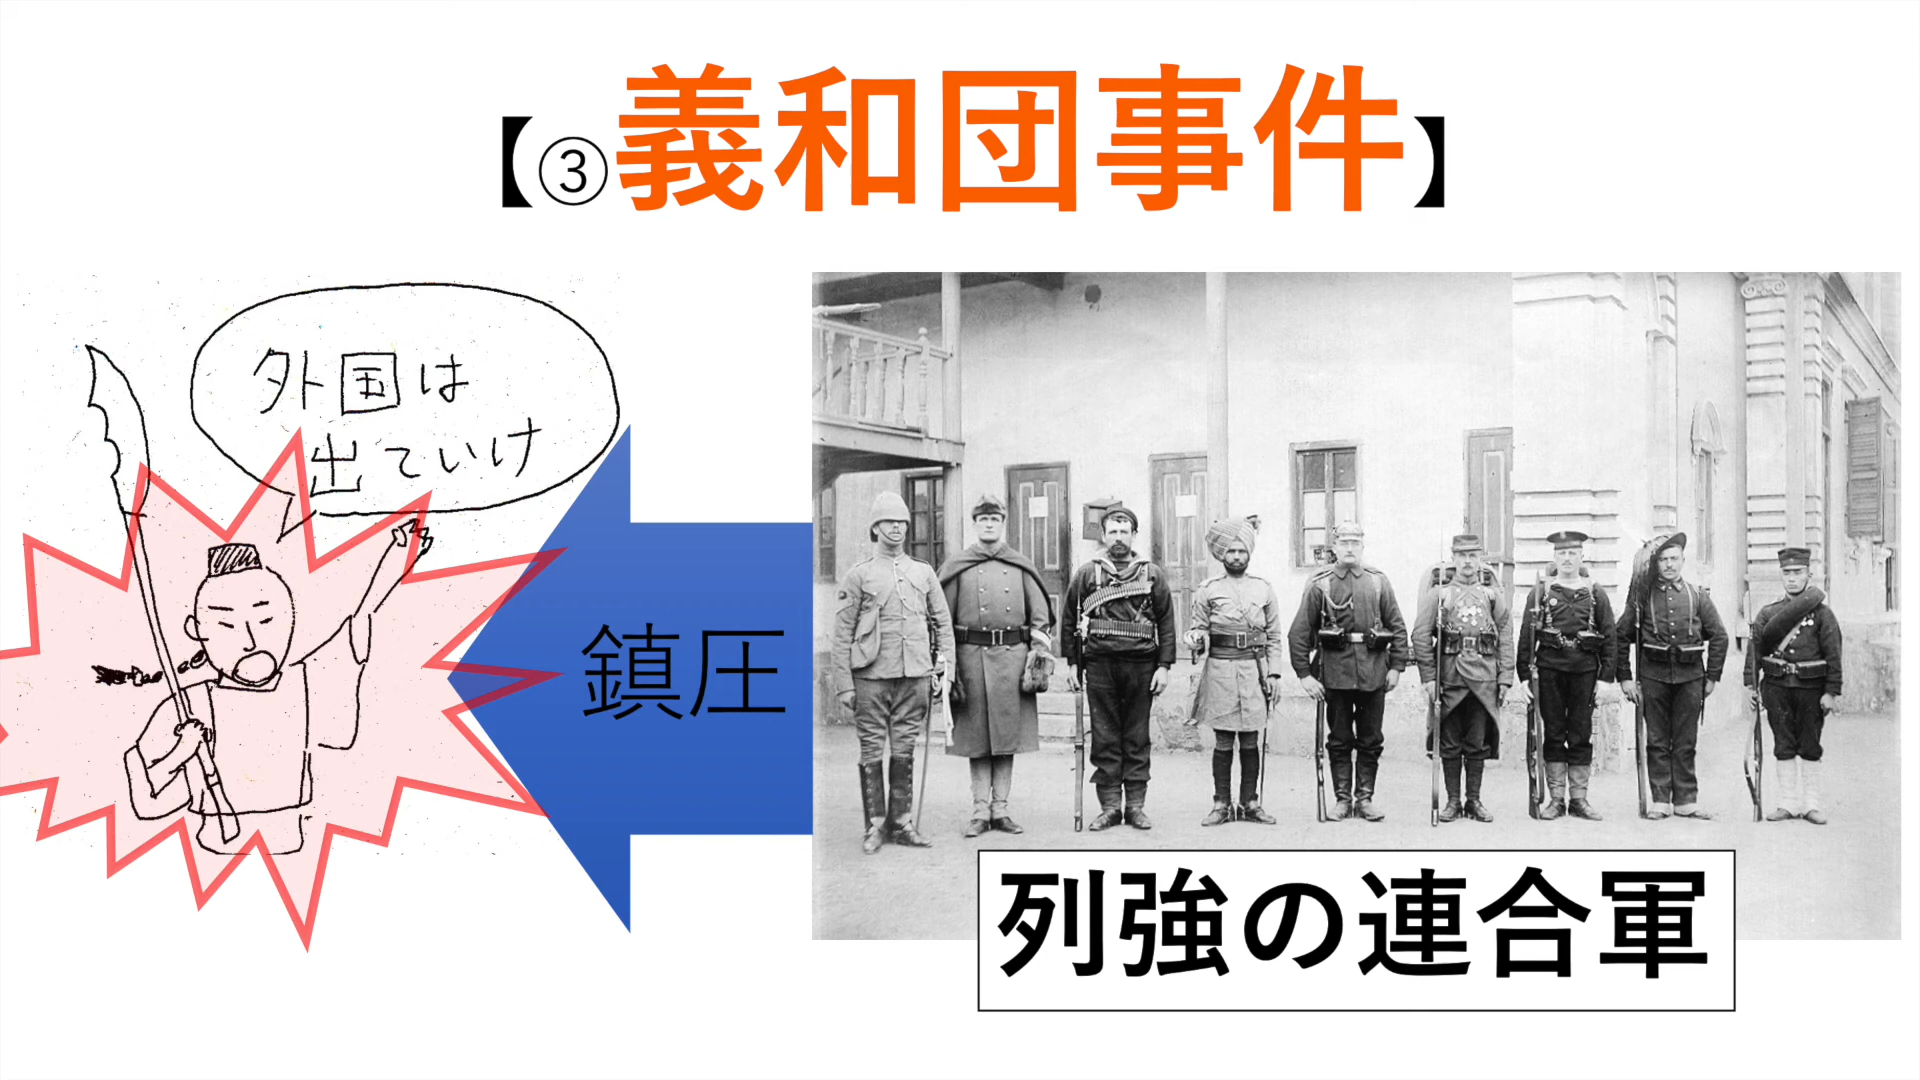 【③義和団事件】
外国は
出ていけ
鎮圧
列強の連合軍